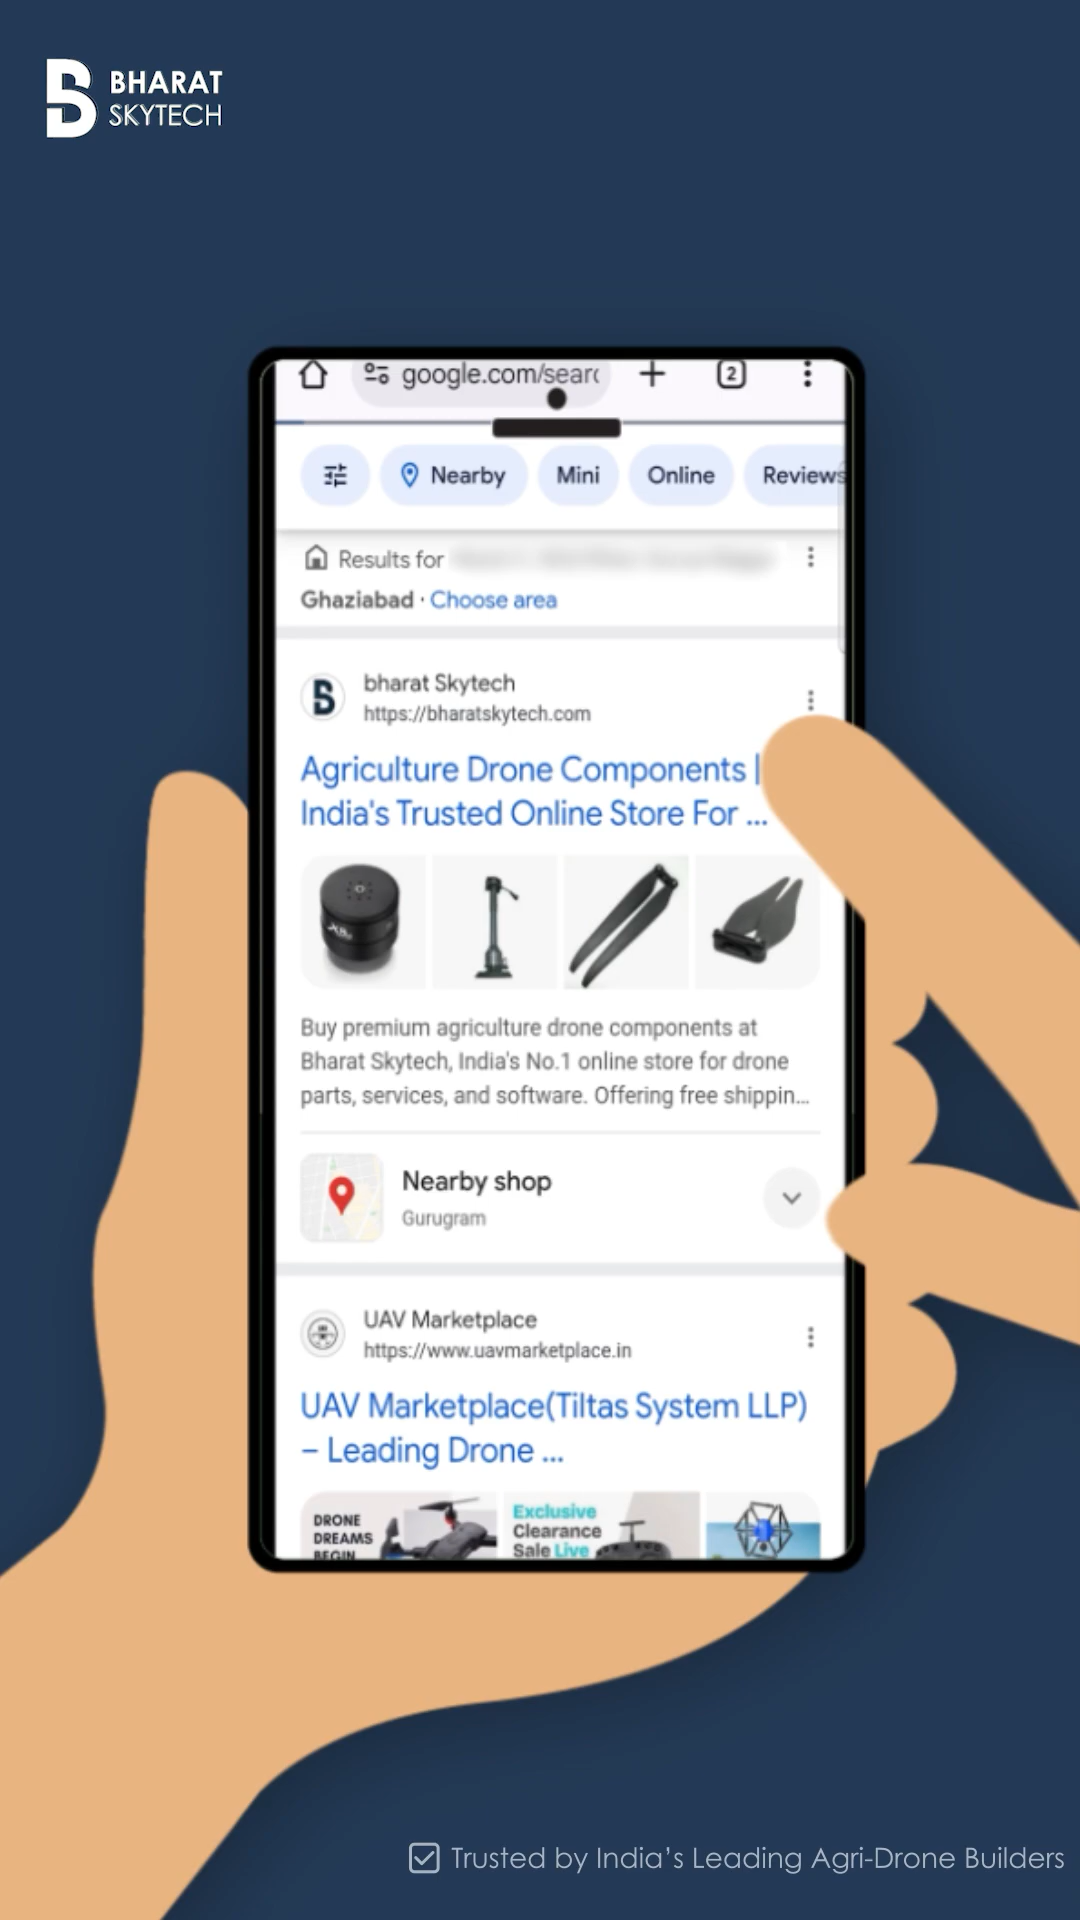 BHARAT
SKYTECH
google.com/searc
2
Nearby
Mini
Online
Reviews
Results for
Ghaziabad · Choose area
bharat Skytech
https://bharatskytech.com
Agriculture Drone Components |
India's Trusted Online Store For ...
X8
Buy premium agriculture drone components at
Bharat Skytech, India's No.1 online store for drone
parts, services, and software. Offering free shippin...
Nearby shop
Gurugram
UAV Marketplace
https://www.uavmarketplace.in
UAV Marketplace(Tiltas System LLP)
– Leading Drone ...
DRONE
DREAMS
BEGIN
Exclusive
Clearance
Sale Live
Trusted by India's Leading Agri-Drone Builders